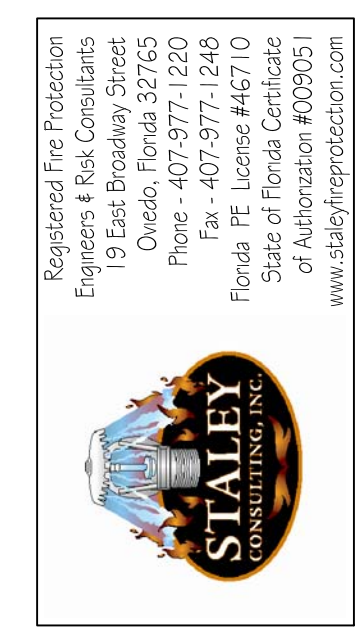 Registered Fire Protection
Engineers & Risk Consultants
19 East Broadway Street
Oviedo, Florida 32765
Phone - 407-977-1220
Fax - 407-977-1248
Florida PE License #46710
State of Florida Certificate
of Authorization #009051
www.staleyfireprotection.com
STALEY
CONSULTING, INC.